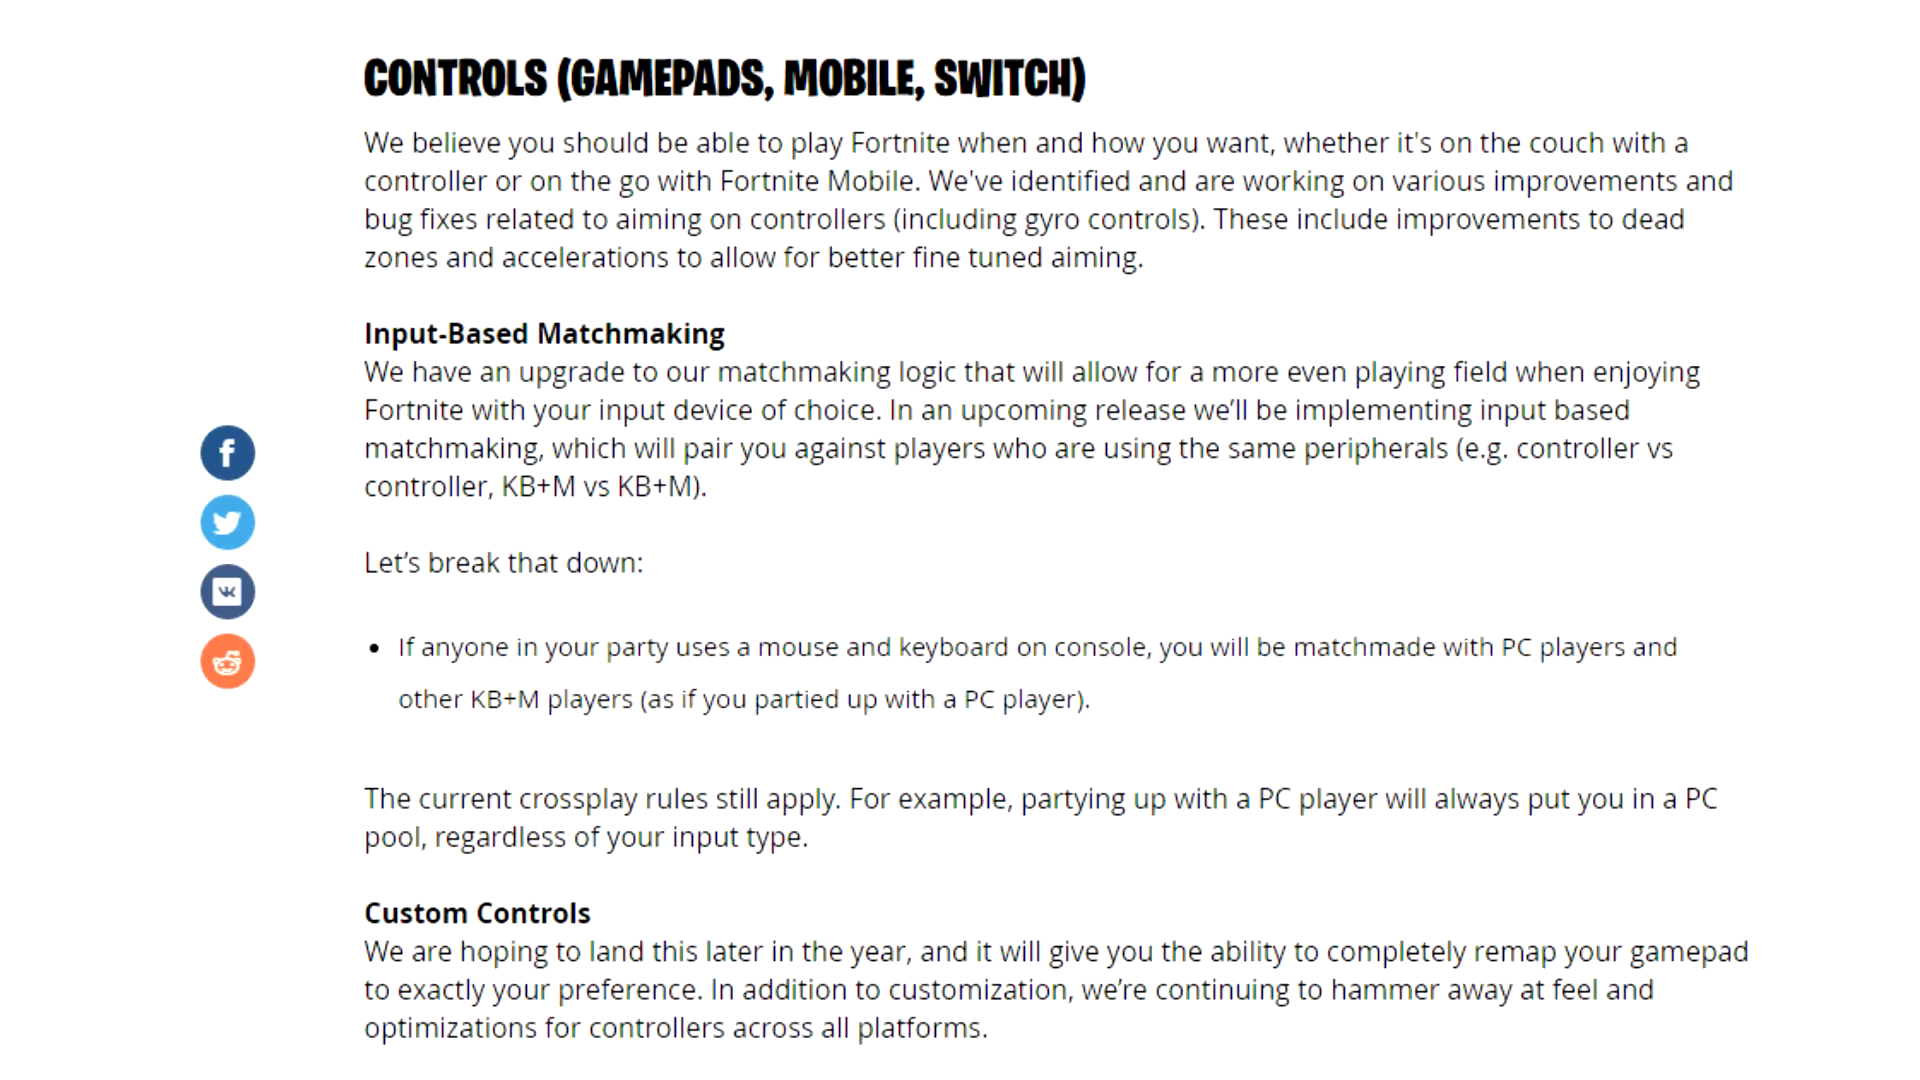 CONTROLS (GAMEPADS, MOBILE, SWITCH)
We believe you should be able to play Fortnite when and how you want, whether it's on the couch with a
controller or on the go with Fortnite Mobile. We've identified and are working on various improvements and
bug fixes related to aiming on controllers (including gyro controls). These include improvements to dead
zones and accelerations to allow for better fine tuned aiming.
Input-Based Matchmaking
We have an upgrade to our matchmaking logic that will allow for a more even playing field when enjoying
Fortnite with your input device of choice. In an upcoming release we’ll be implementing input based
matchmaking, which will pair you against players who are using the same peripherals (e.g. controller vs
controller, KB+M vs KB+M).
Let’s break that down:
• If anyone in your party uses a mouse and keyboard on console, you will be matchmade with PC players and
other KB+M players (as if you partied up with a PC player).
The current crossplay rules still apply. For example, partying up with a PC player will always put you in a PC
pool, regardless of your input type.
Custom Controls
We are hoping to land this later in the year, and it will give you the ability to completely remap your gamepad
to exactly your preference. In addition to customization, we’re continuing to hammer away at feel and
optimizations for controllers across all platforms.